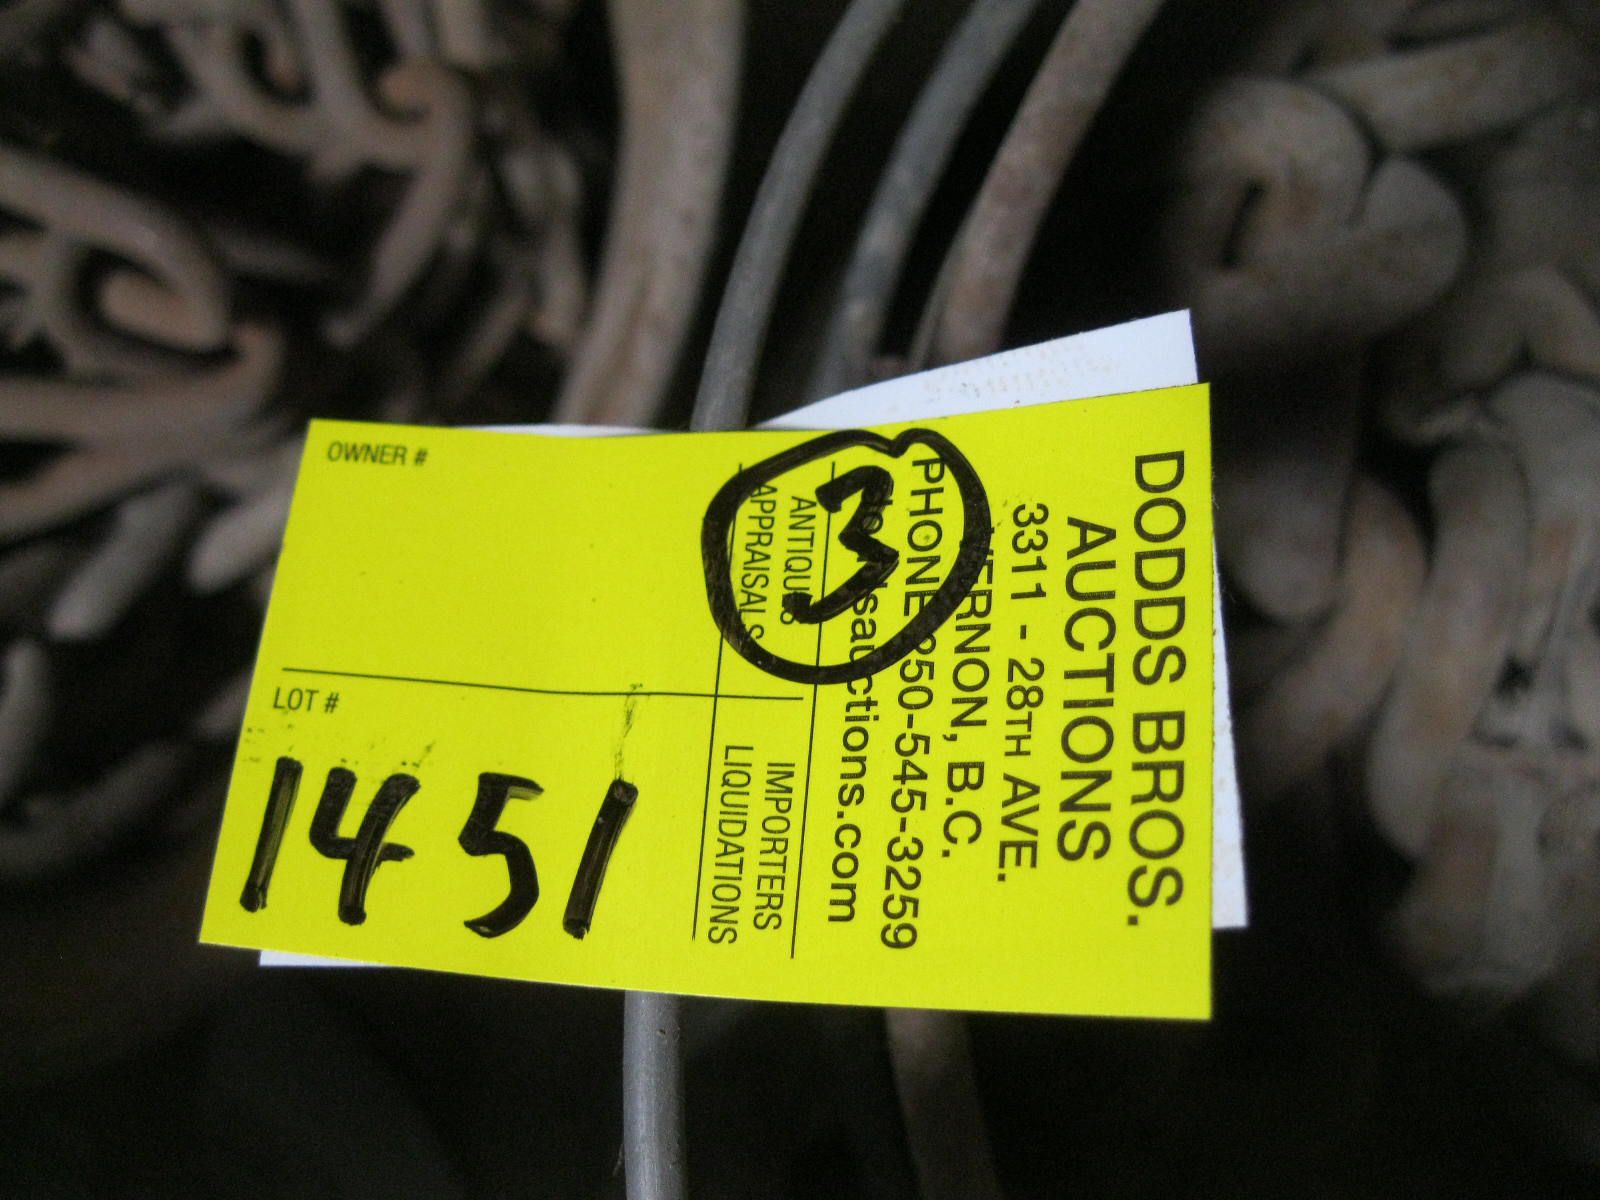 DODDS BROS.
AUCTIONS
3311 - 28TH AVE.
VERNON, B.C.
PHONE 250-545-3259
doddsauctions.com
ANTIQUES
IMPORTERS
APPRAISALS
LIQUIDATIONS
3
OWNER #
LOT #
1451